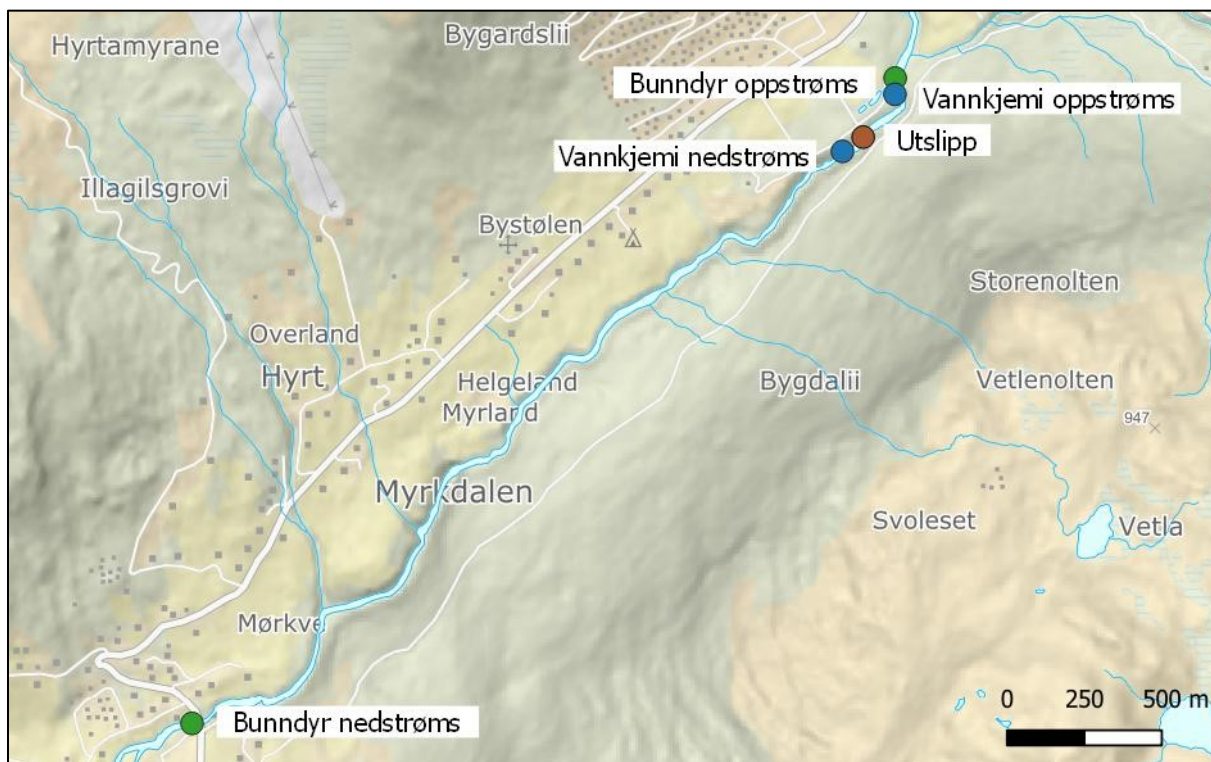 Hyrtamyrane
Bygardslii
Bunndyr oppstrøms
Vannkjemi oppstrøms
Utslipp
Vannkjemi nedstrøms
Illagilsgrovi
Bystølen
Storenolten
Overland
Hyrt
Helgeland
Bygdalii
Vetlenolten
Myrland
947
Myrkdalen
Svoleset
Vetla
Mørkve
0 250 500 m
Bunndyr nedstrøms